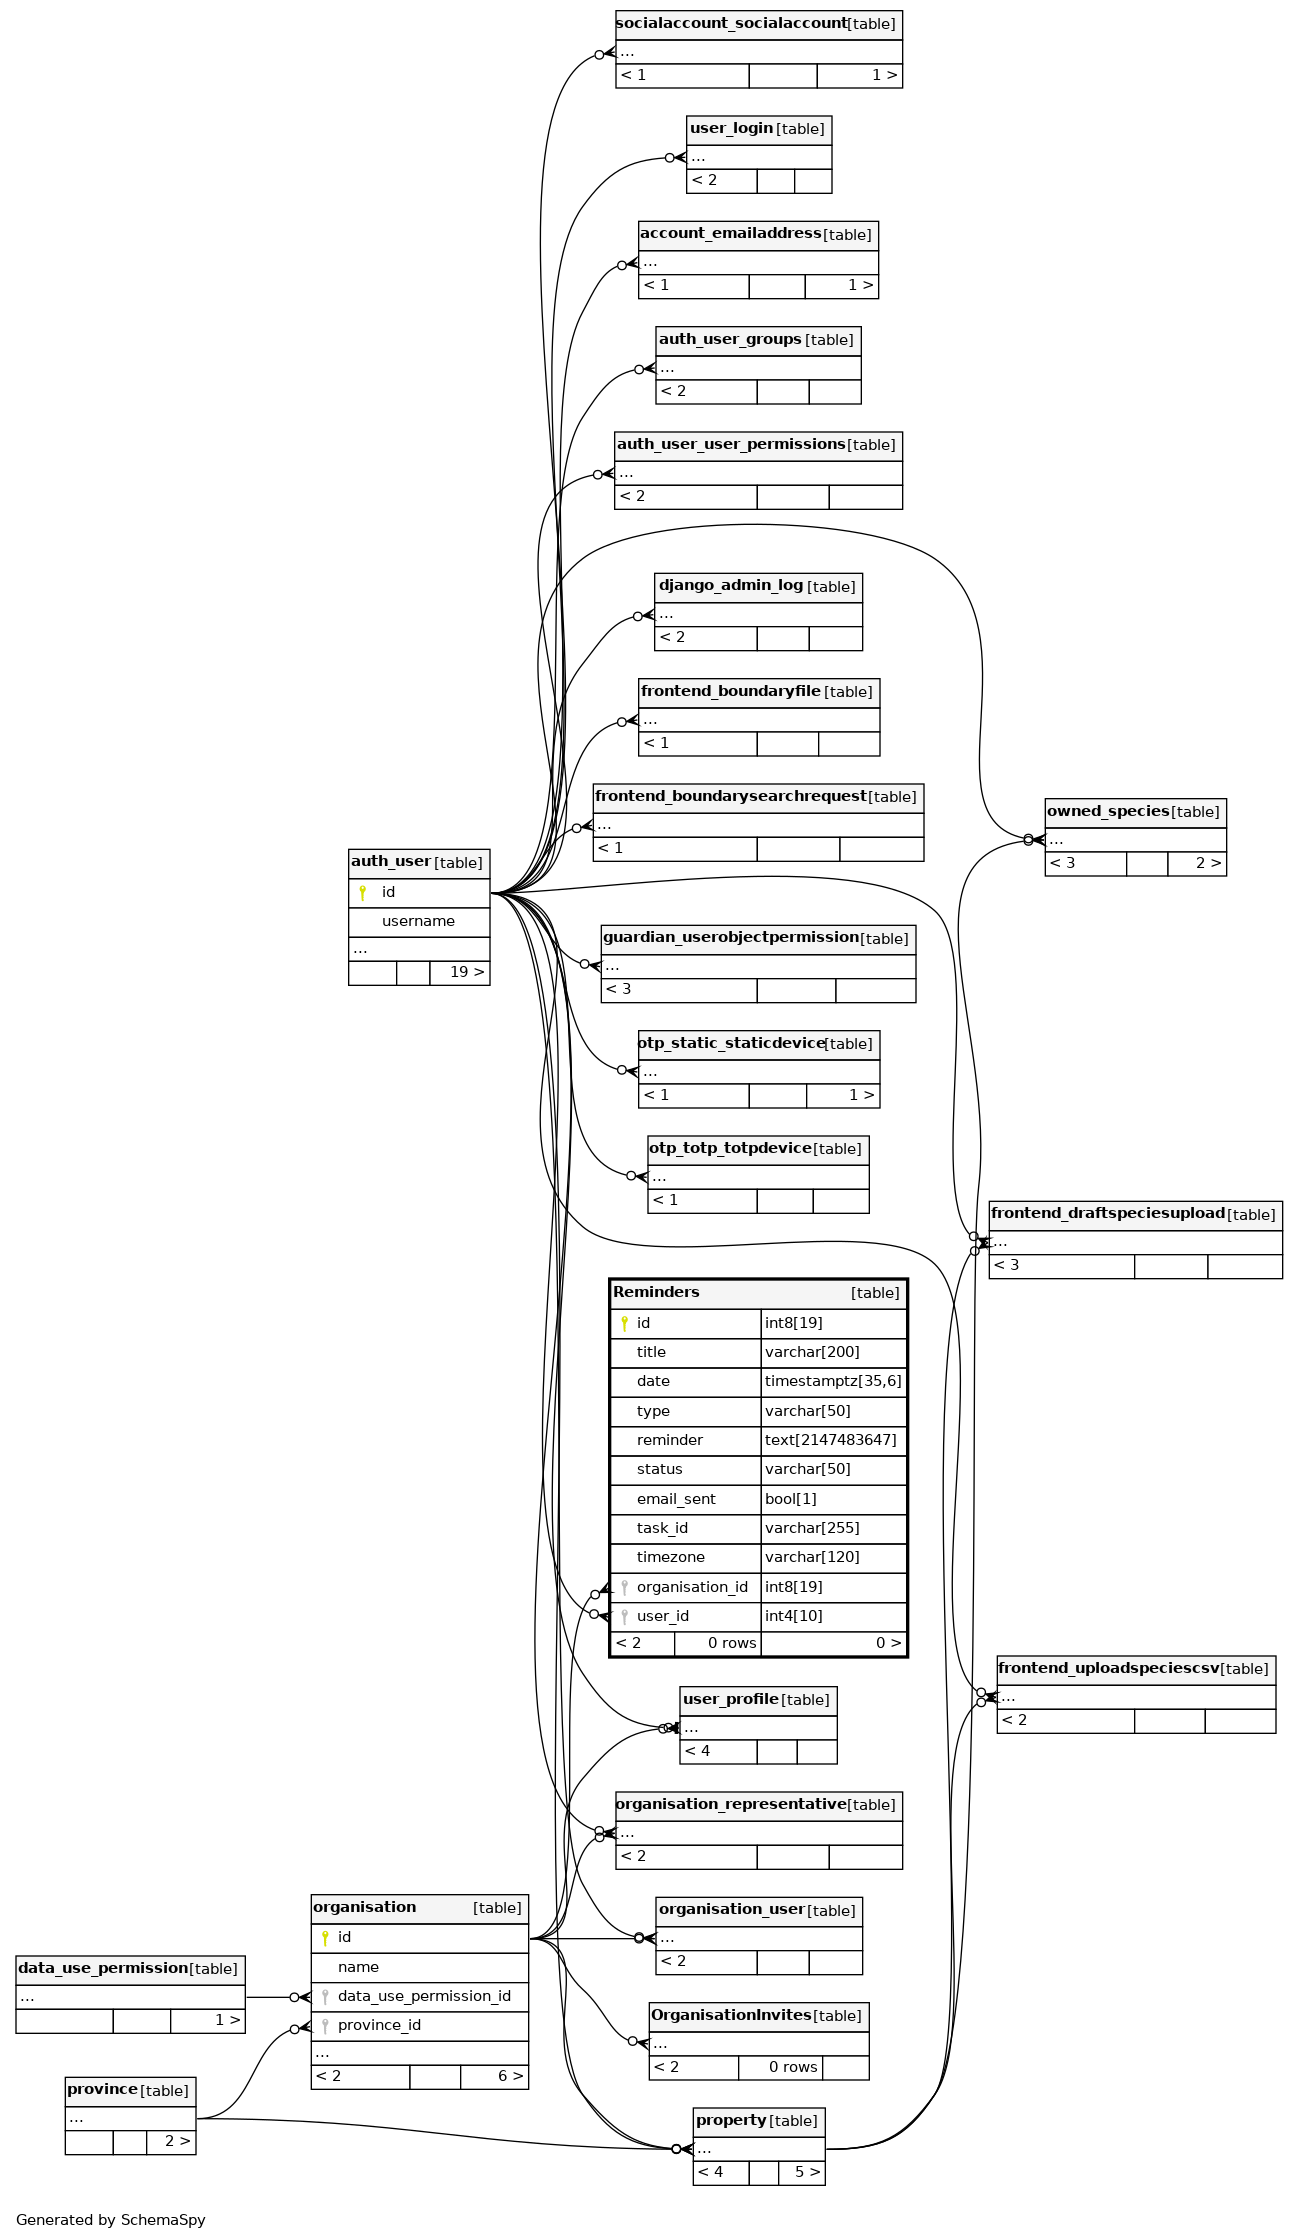 socialaccount_socialaccount [table]
...
< 1 1 >
user_login [table]
...
< 2
account_emailaddress [table]
...
< 1 1 >
auth_user_groups [table]
...
< 2
auth_user_user_permissions [table]
...
< 2
django_admin_log [table]
...
< 2
frontend_boundaryfile [table]
...
< 1
frontend_boundarysearchrequest [table]
...
< 1
owned_species [table]
...
< 3 2 >
auth_user [table]
id
username
...
19 >
guardian_userobjectpermission [table]
...
< 3
otp_static_staticdevice [table]
...
< 1 1 >
otp_totp_totpdevice [table]
...
< 1
frontend_draftspeciesupload [table]
...
< 3
Reminders [table]
id int8[19]
title varchar[200]
date timestamptz[35,6]
type varchar[50]
reminder text[2147483647]
status varchar[50]
email_sent bool[1]
task_id varchar[255]
timezone varchar[120]
organisation_id int8[19]
user_id int4[10]
< 2 0 rows 0 >
frontend_uploadspeciescsv [table]
...
< 2
user_profile [table]
...
< 4
organisation_representative [table]
...
< 2
organisation [table]
id
name
data_use_permission_id
province_id
...
< 2 6 >
organisation_user [table]
...
< 2
data_use_permission [table]
...
1 >
OrganisationInvites [table]
...
< 2 0 rows
province [table]
...
2 >
property [table]
...
< 4 5 >
Generated by SchemaSpy